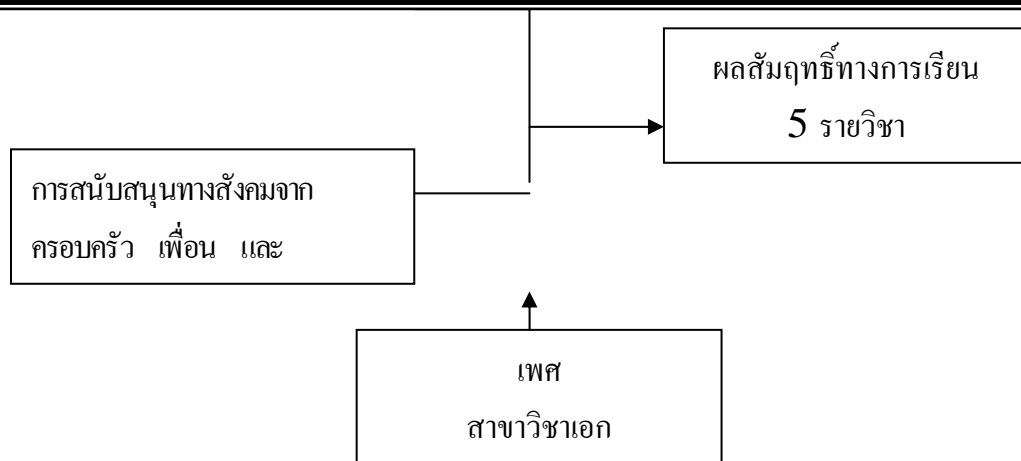 ผลสัมฤทธิ์ทางการเรียน
5 รายวิชา
การสนับสนุนทางสังคมจาก
ครอบครัว เพื่อน และ
เพศ
สาขาวิชาเอก